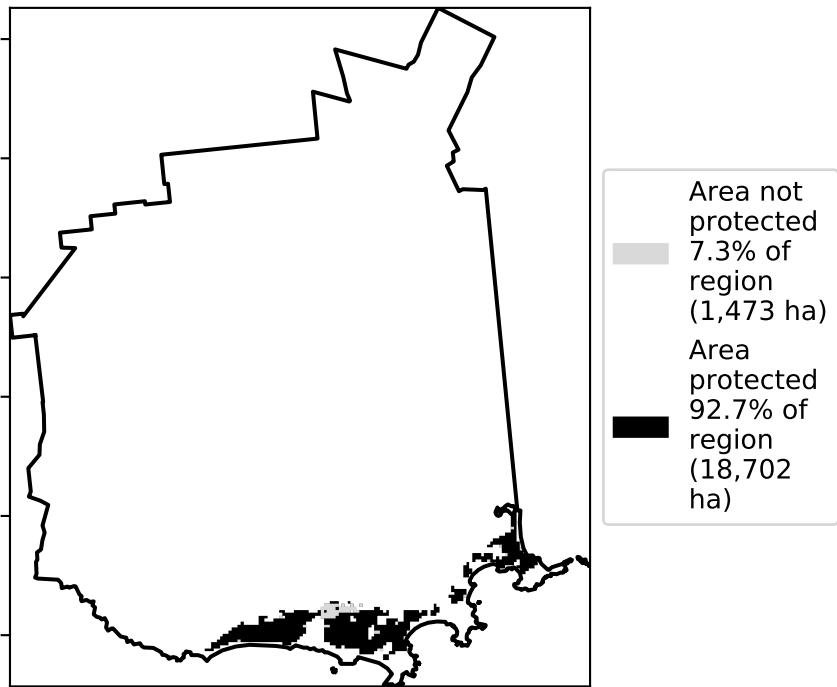 Area not
protected
7.3% of
region
(1,473 ha)
Area
protected
92.7% of
region
(18,702
ha)